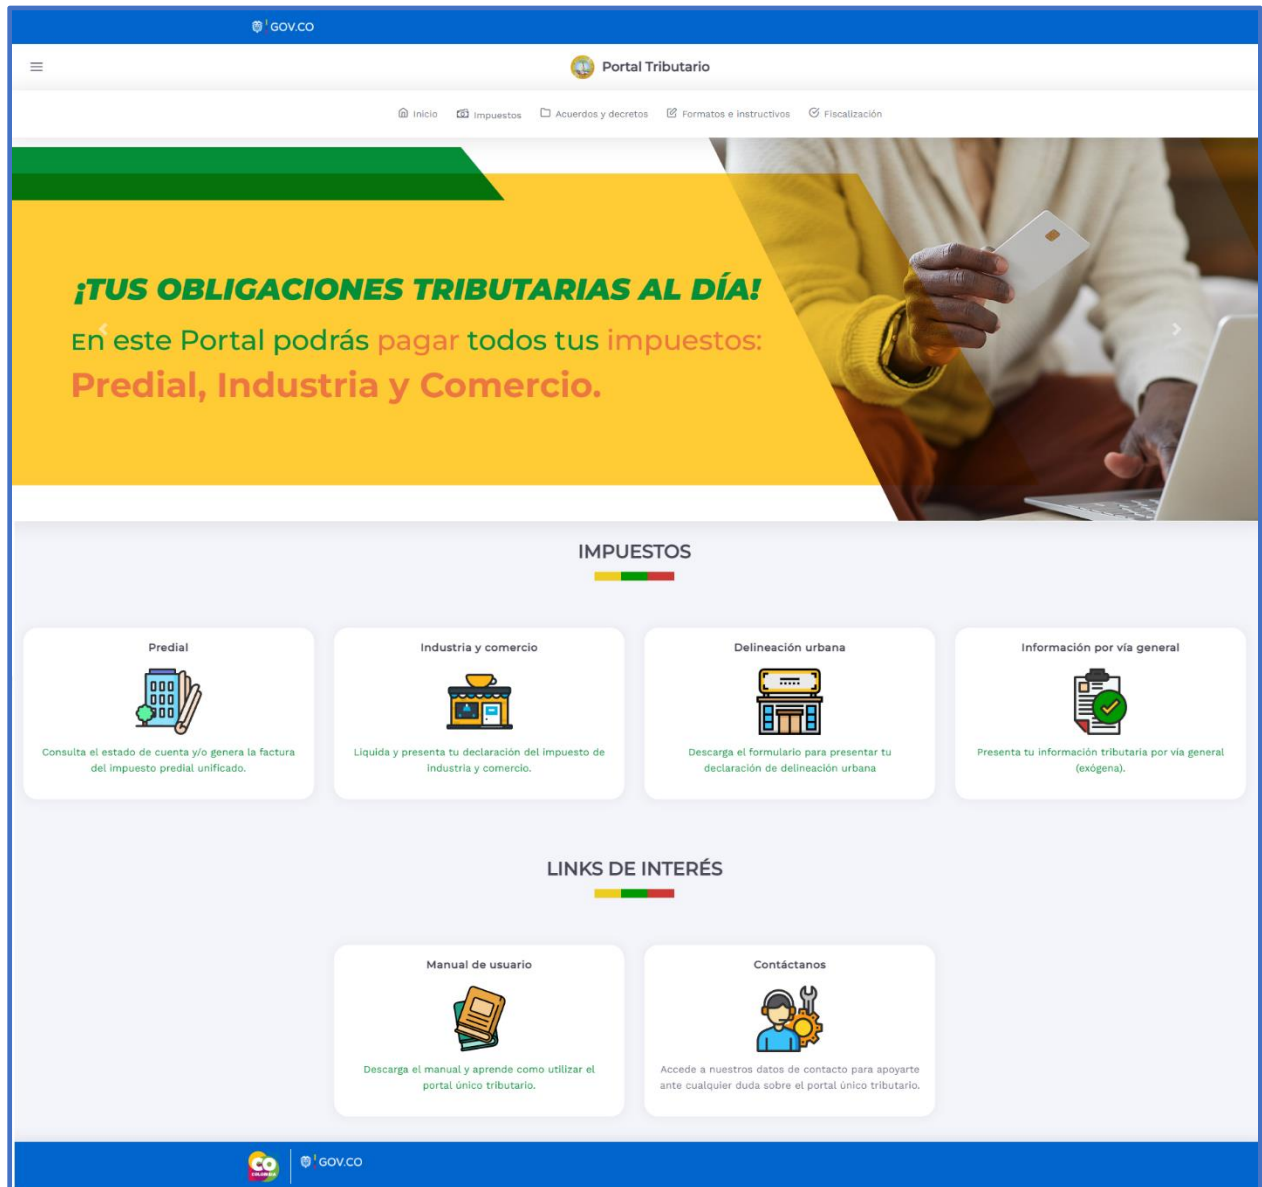 GOV.CO
Portal Tributario
Inicio Impuestos Acuerdos y decretos Formatos e instructivos Fiscalización
¡TUS OBLIGACIONES TRIBUTARIAS AL DÍA!
En este Portal podrás pagar todos tus impuestos:
Predial, Industria y Comercio.
IMPUESTOS
Predial
Consulta el estado de cuenta y/o genera la factura
del impuesto predial unificado.
Industria y comercio
Liquida y presenta tu declaración del impuesto de
industria y comercio.
Delineación urbana
Descarga el formulario para presentar tu
declaración de delineación urbana
Información por vía general
Presenta tu información tributaria por vía general
(exógena).
LINKS DE INTERÉS
Manual de usuario
Descarga el manual y aprende como utilizar el
portal único tributario.
Contáctanos
Accede a nuestros datos de contacto para apoyarte
ante cualquier duda sobre el portal único tributario.
CO
GOV.CO